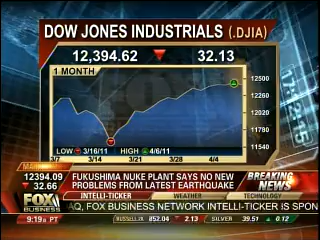 DOW JONES INDUSTRIALS (.DJIA)
12,394.62 32.13
1 MONTH
12500
12260
12020
11780
11540
LOW 3/16/11 HIGH 4/6/11
3/7 3/14 3/21 3/28 4/4
12394.09
32.66
FUKUSHIMA NUKE PLANT SAYS NO NEW
PROBLEMS FROM LATEST EARTHQUAKE
BREAKING
NEWS
INTELLI-TICKER WEATHER TECHNOLOGY
FOX
BUSINESS
AQ, FOX BUSINESS NETWORK INTELLI-TICKER IS SPON
9:19a PT
RUSSELL2X 852.04 2.13 SILVER 39.51 0.12